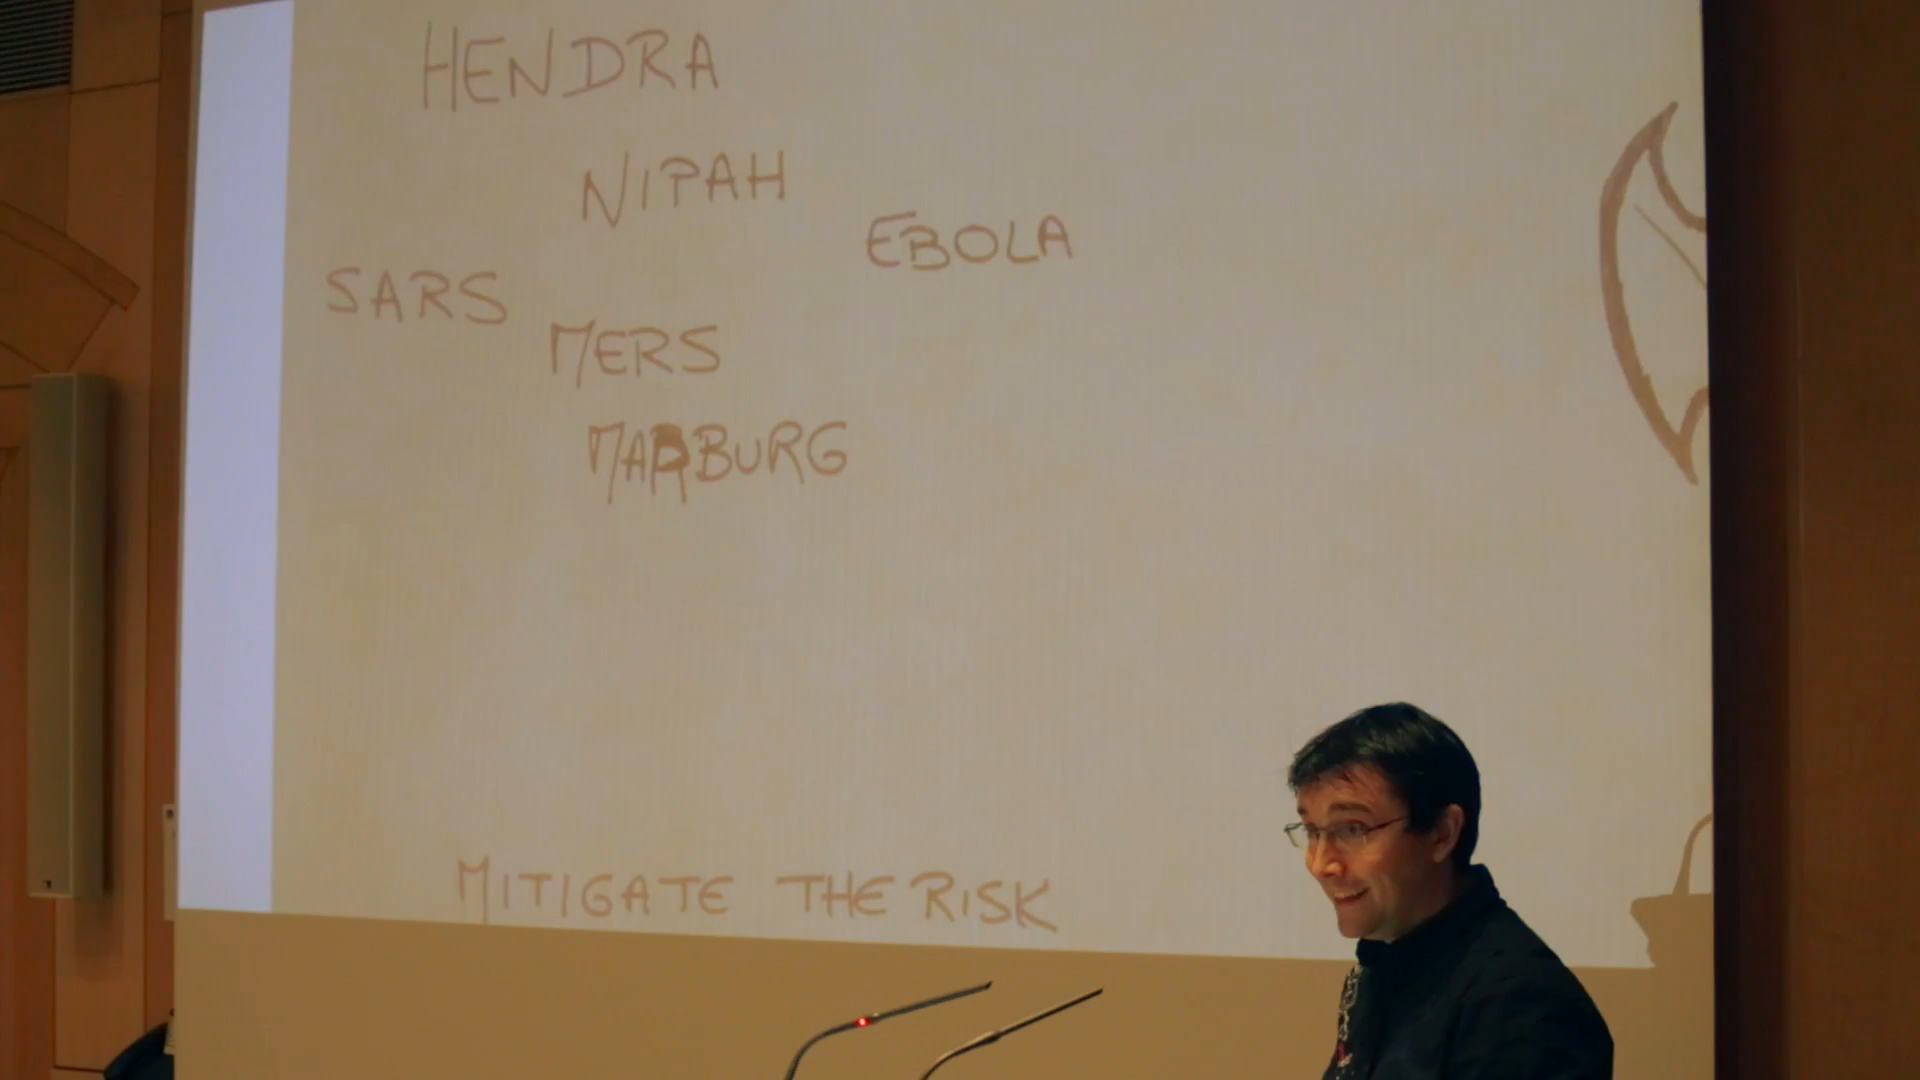 HENDRA
NIPAH
EBOLA
SARS
MERS
MARBURG
MITIGATE THE RISK